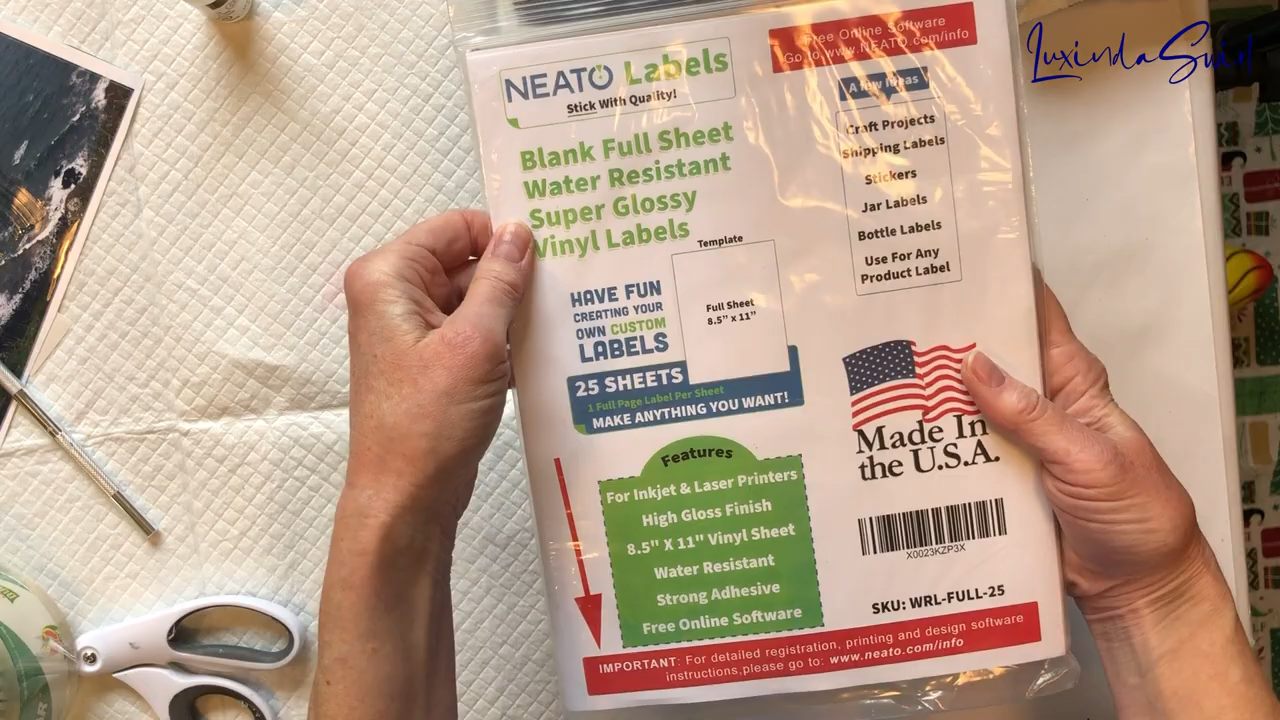 NEATO Labels
Stick With Quality!
Blank Full Sheet
Water Resistant
Super Glossy
Vinyl Labels
Free Online Software
Go to www.NEATO.com/info
A few Ideas
Craft Projects
Shipping Labels
Stickers
Jar Labels
Bottle Labels
Use For Any
Product Label
Template
Full Sheet
8.5" x 11"
HAVE FUN
CREATING YOUR
OWN CUSTOM
LABELS
25 SHEETS
1 Full Page Label Per Sheet
MAKE ANYTHING YOU WANT!
Made In
the U.S.A.
Features
For Inkjet & Laser Printers
High Gloss Finish
8.5" X 11" Vinyl Sheet
Water Resistant
Strong Adhesive
Free Online Software
X0023KZP3X
SKU: WRL-FULL-25
IMPORTANT: For detailed registration, printing and design software
instructions,please go to: www.neato.com/info